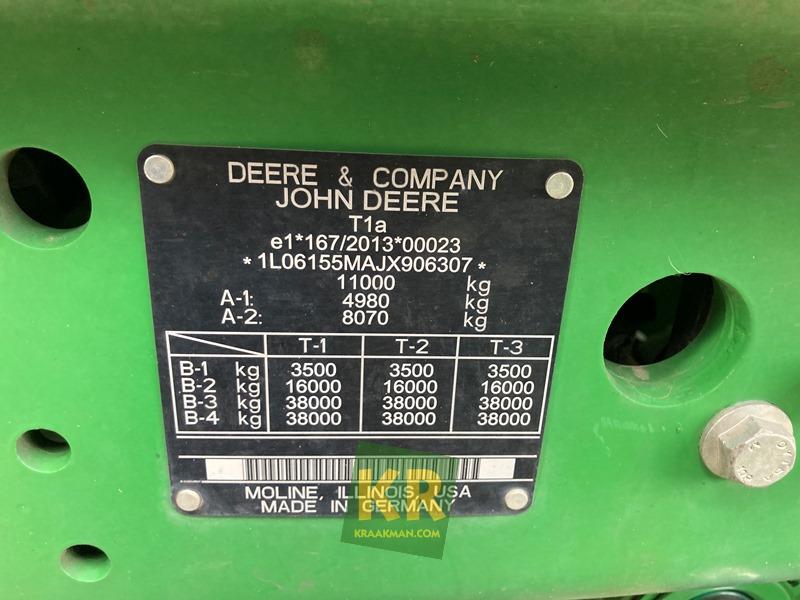 DEERE & COMPANY
JOHN DEERE
T1a
e1*167/2013*00023
*1L06155MAJX906307*
11000 kg
A-1: 4980 kg
A-2: 8070 kg
T-1 T-2 T-3
B-1 kg 3500 3500 3500
B-2 kg 16000 16000 16000
B-3 kg 38000 38000 38000
B-4 kg 38000 38000 38000
MOLINE, ILLINOIS, USA
MADE IN GERMANY
KR
KRAAKMAN.COM